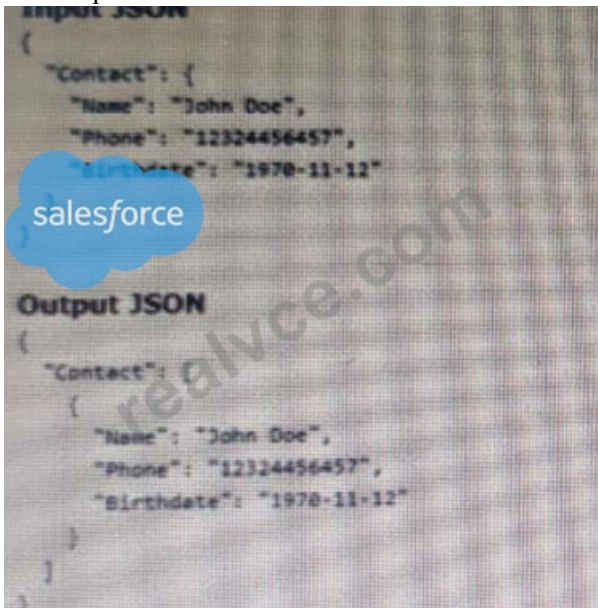 Input JSON
{
"Contact": {
"Name": "John Doe",
"Phone": "12324456457",
"Birthdate": "1970-11-12"
}
salesforce
}
Output JSON
{
"Contact": [
{
"Name": "John Doe",
"Phone": "12324456457",
"Birthdate": "1970-11-12"
}
]
}
realvce.com